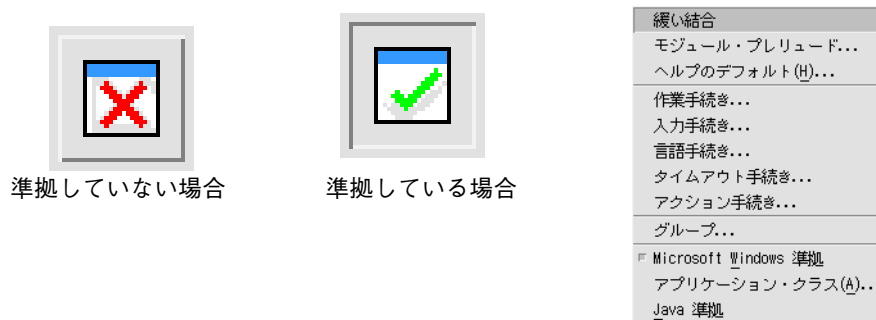 準拠していない場合
準拠している場合
緩い結合
モジュール・プレリュード...
ヘルプのデフォルト(H)...
作業手続き...
入力手続き...
言語手続き...
タイムアウト手続き...
アクション手続き...
グループ...
Microsoft Windows 準拠
アプリケーション・クラス(A)..
Java 準拠